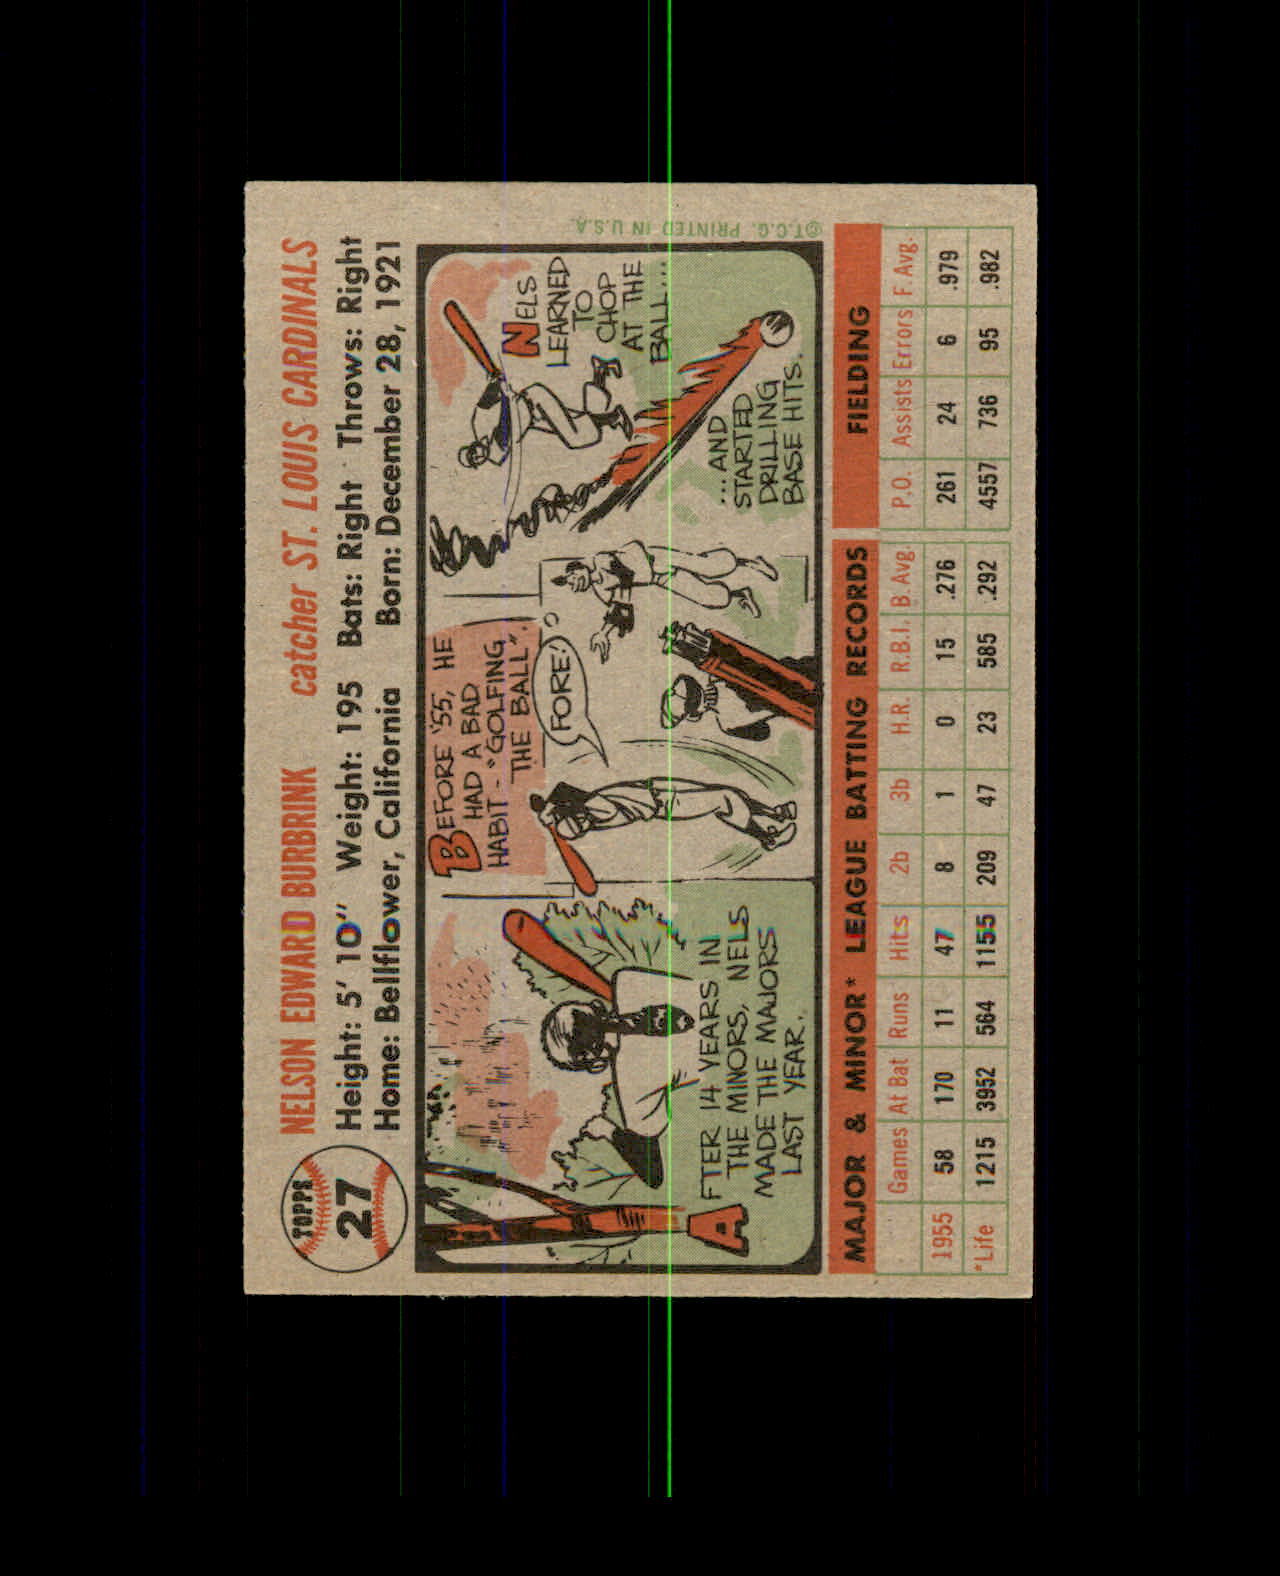 TOPPS
27
NELSON EDWARD BURBRINK catcher ST. LOUIS CARDINALS
Height: 5' 10" Weight: 195 Bats: Right Throws: Right
Home: Bellflower, California Born: December 28, 1921
AFTER 14 YEARS IN
THE MINORS, NELS
MADE THE MAJORS
LAST YEAR.
BEFORE '55, HE
HAD A BAD
HABIT - "GOLFING
THE BALL".
FORE!
NELS
LEARNED
TO
CHOP
AT THE
BALL...
...AND
STARTED
DRILLING
BASE HITS.
©T.C.G. PRINTED IN U.S.A.
MAJOR & MINOR* LEAGUE BATTING RECORDS FIELDING
Games At Bat Runs Hits 2b 3b H.R. R.B.I. B. Avg. P.O. Assists Errors F. Avg.
1955 58 170 11 47 8 1 0 15 .276 261 24 6 .979
*Life 1215 3952 564 1155 209 47 23 585 .292 4557 736 95 .982